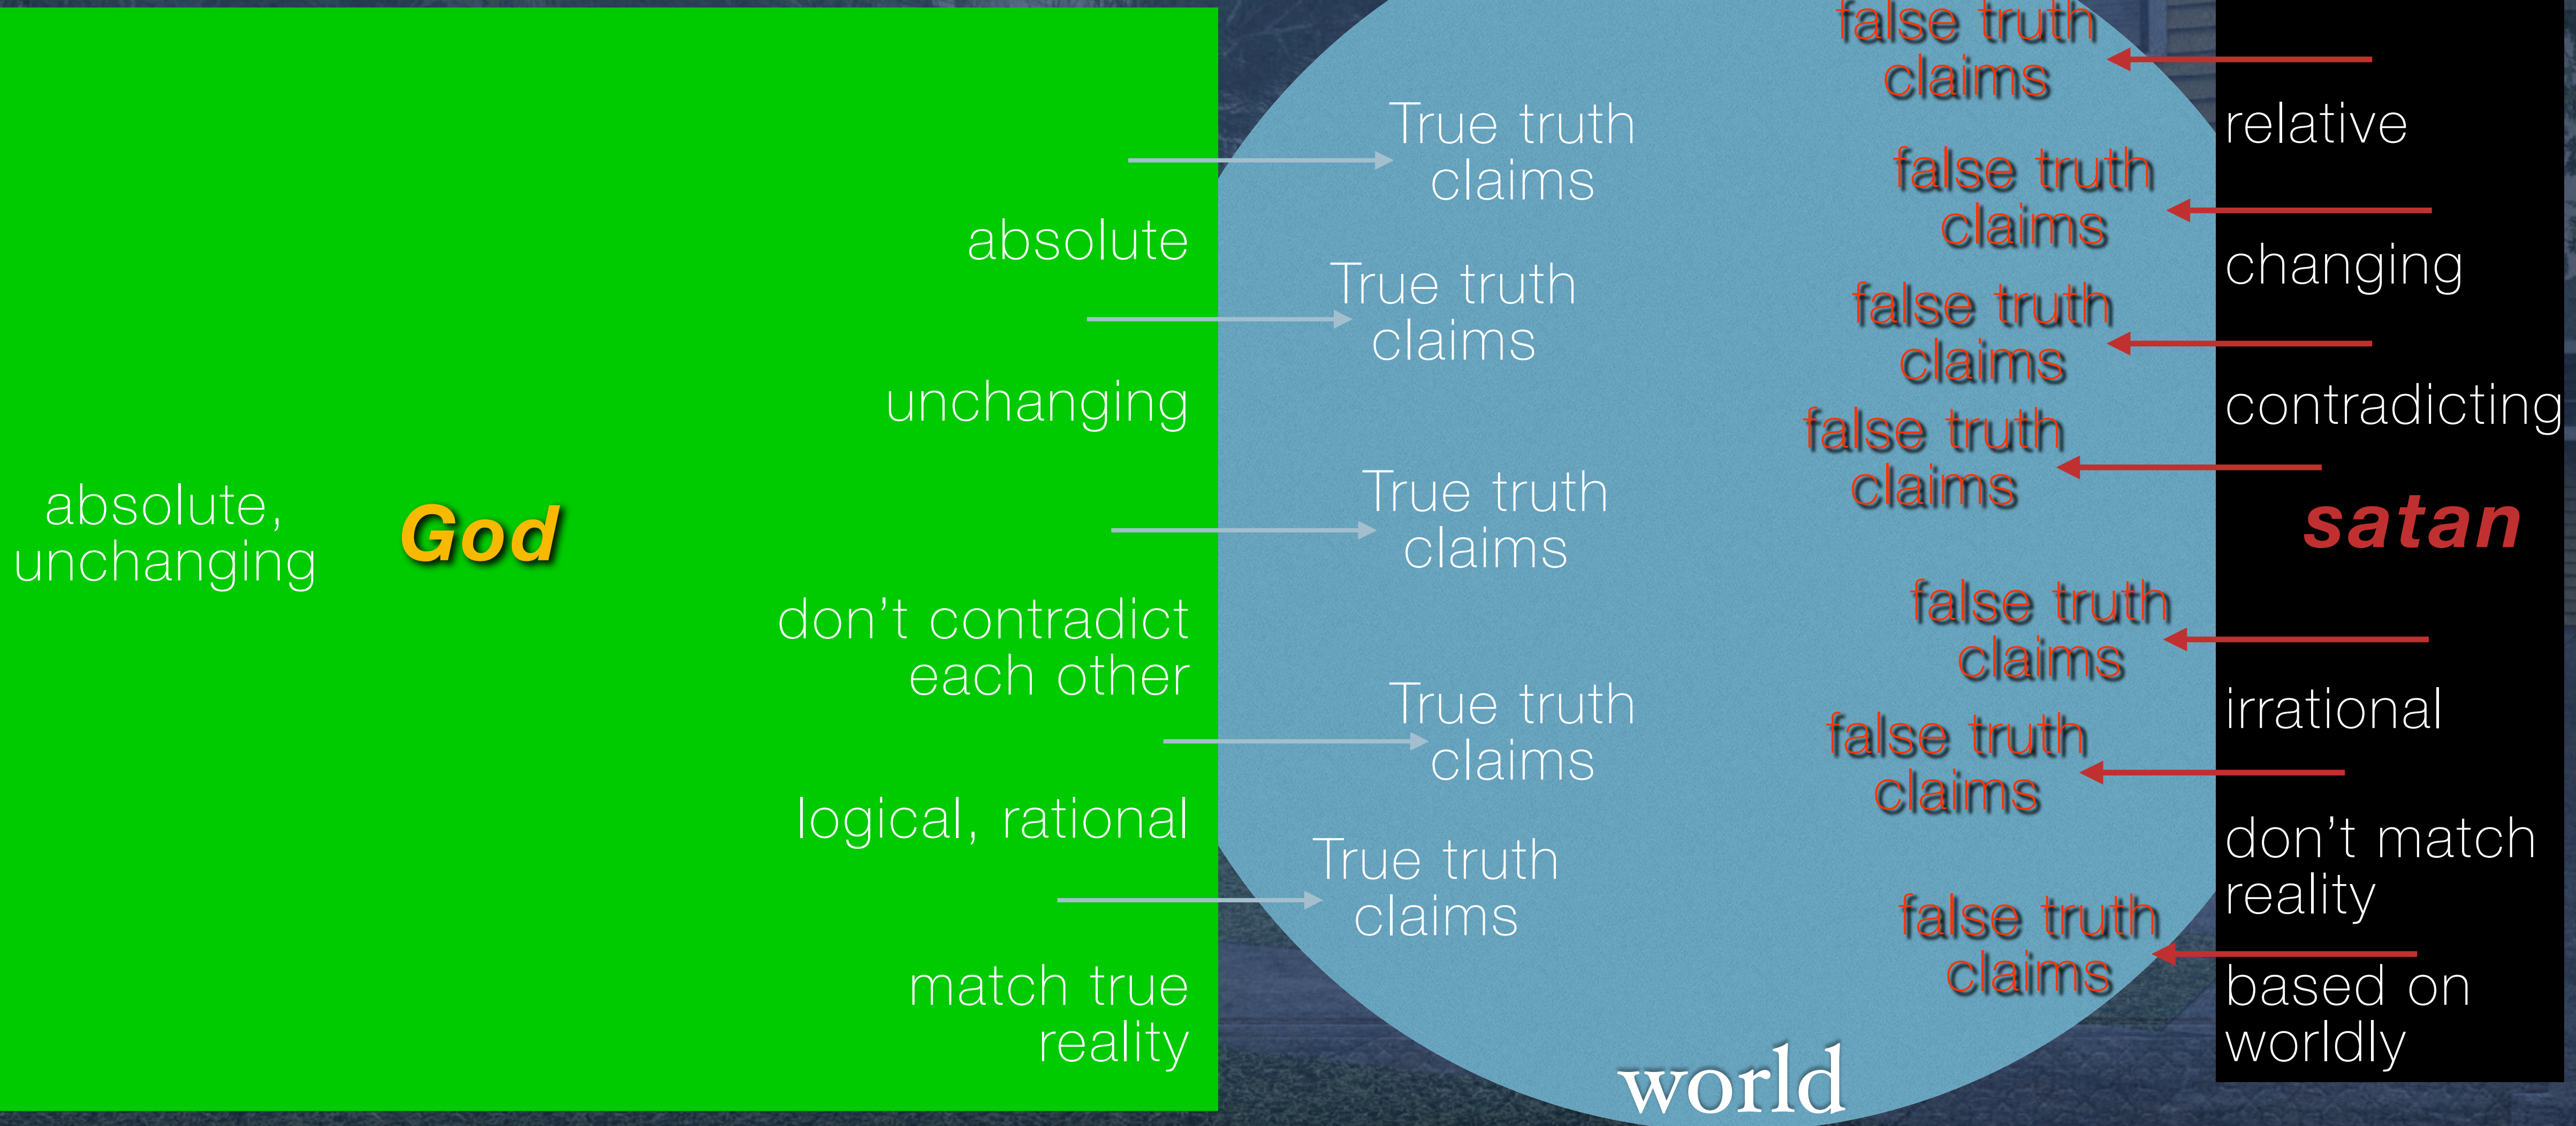 absolute,
unchanging
God
absolute
unchanging
don't contradict
each other
logical, rational
match true
reality
True truth
claims
True truth
claims
True truth
claims
True truth
claims
True truth
claims
false truth
claims
false truth
claims
false truth
claims
false truth
claims
false truth
claims
false truth
claims
false truth
claims
world
relative
changing
contradicting
satan
irrational
don't match
reality
based on
worldly